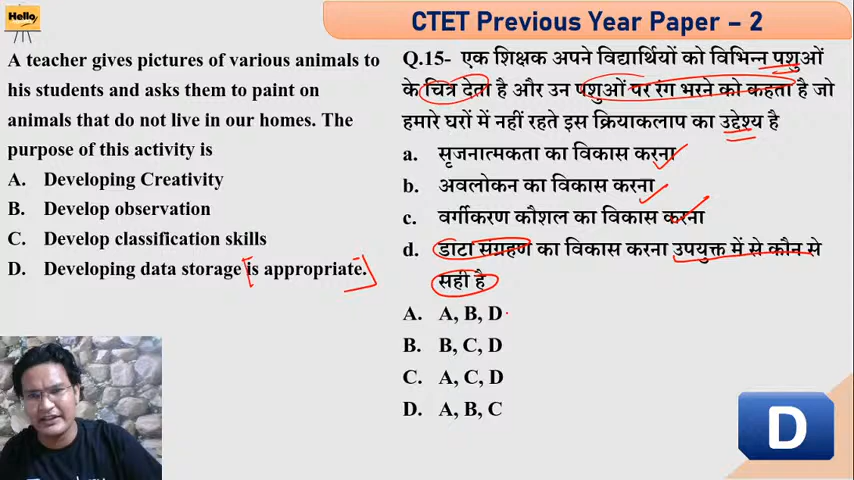 Hello
CTET Previous Year Paper – 2
A teacher gives pictures of various animals to
his students and asks them to paint on
animals that do not live in our homes. The
purpose of this activity is
A. Developing Creativity
B. Develop observation
C. Develop classification skills
D. Developing data storage is appropriate.
Q.15- एक शिक्षक अपने विद्यार्थियों को विभिन्न पशुओं
के चित्र देता है और उन पशुओं पर रंग भरने को कहता है जो
हमारे घरों में नहीं रहते इस क्रियाकलाप का उद्देश्य है
a. सृजनात्मकता का विकास करना
b. अवलोकन का विकास करना
c. वर्गीकरण कौशल का विकास करना
d. डाटा संग्रहण का विकास करना उपयुक्त में से कौन से
सही है
A. A, B, D
B. B, C, D
C. A, C, D
D. A, B, C
D